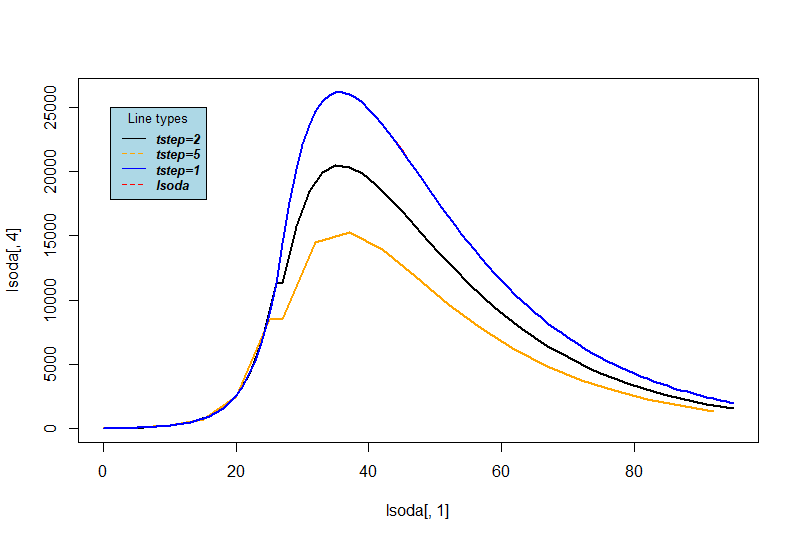 Line types
tstep=2
tstep=5
tstep=1
lsoda
lsoda[, 4]
0
5000
10000
15000
20000
25000
0
20
40
60
80
lsoda[, 1]